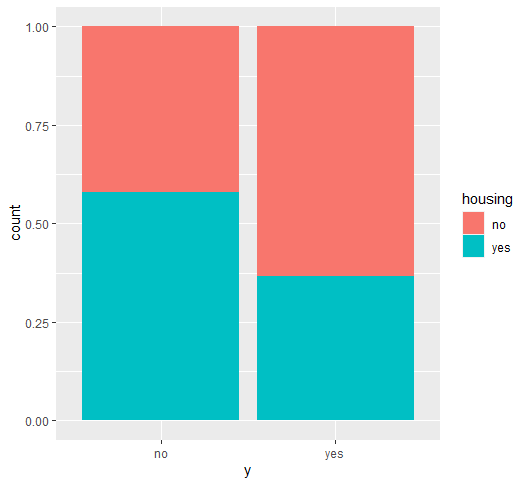 1.00
0.75
0.50
0.25
0.00
count
no yes
y
housing
no
yes